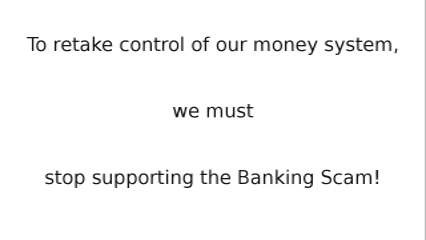 To retake control of our money system,
we must
stop supporting the Banking Scam!